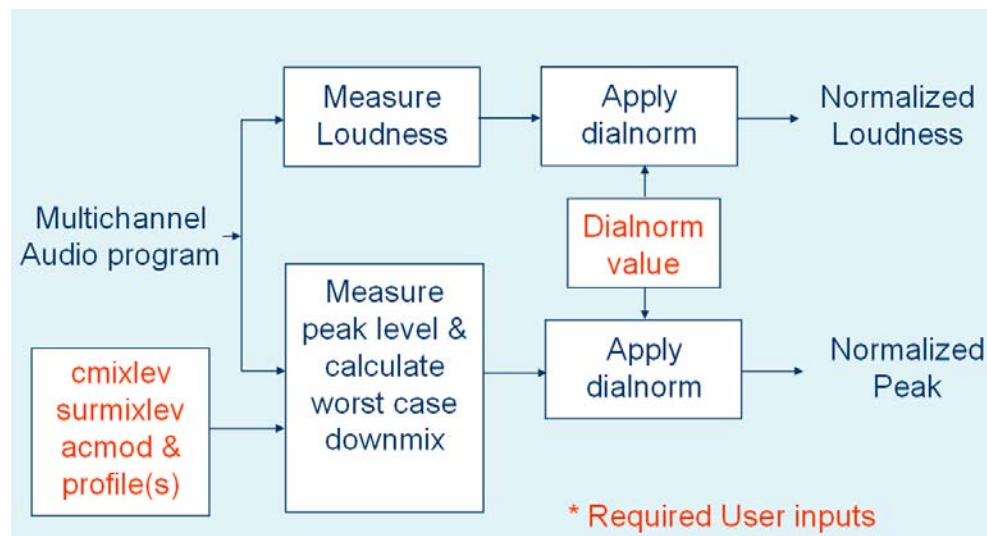 Measure
Loudness
Apply
dialnorm
Normalized
Loudness
Multichannel
Audio program
Dialnorm
value
Measure
peak level &
calculate
worst case
downmix
Apply
dialnorm
Normalized
Peak
cmixlev
surmixlev
acmod &
profile(s)
* Required User inputs